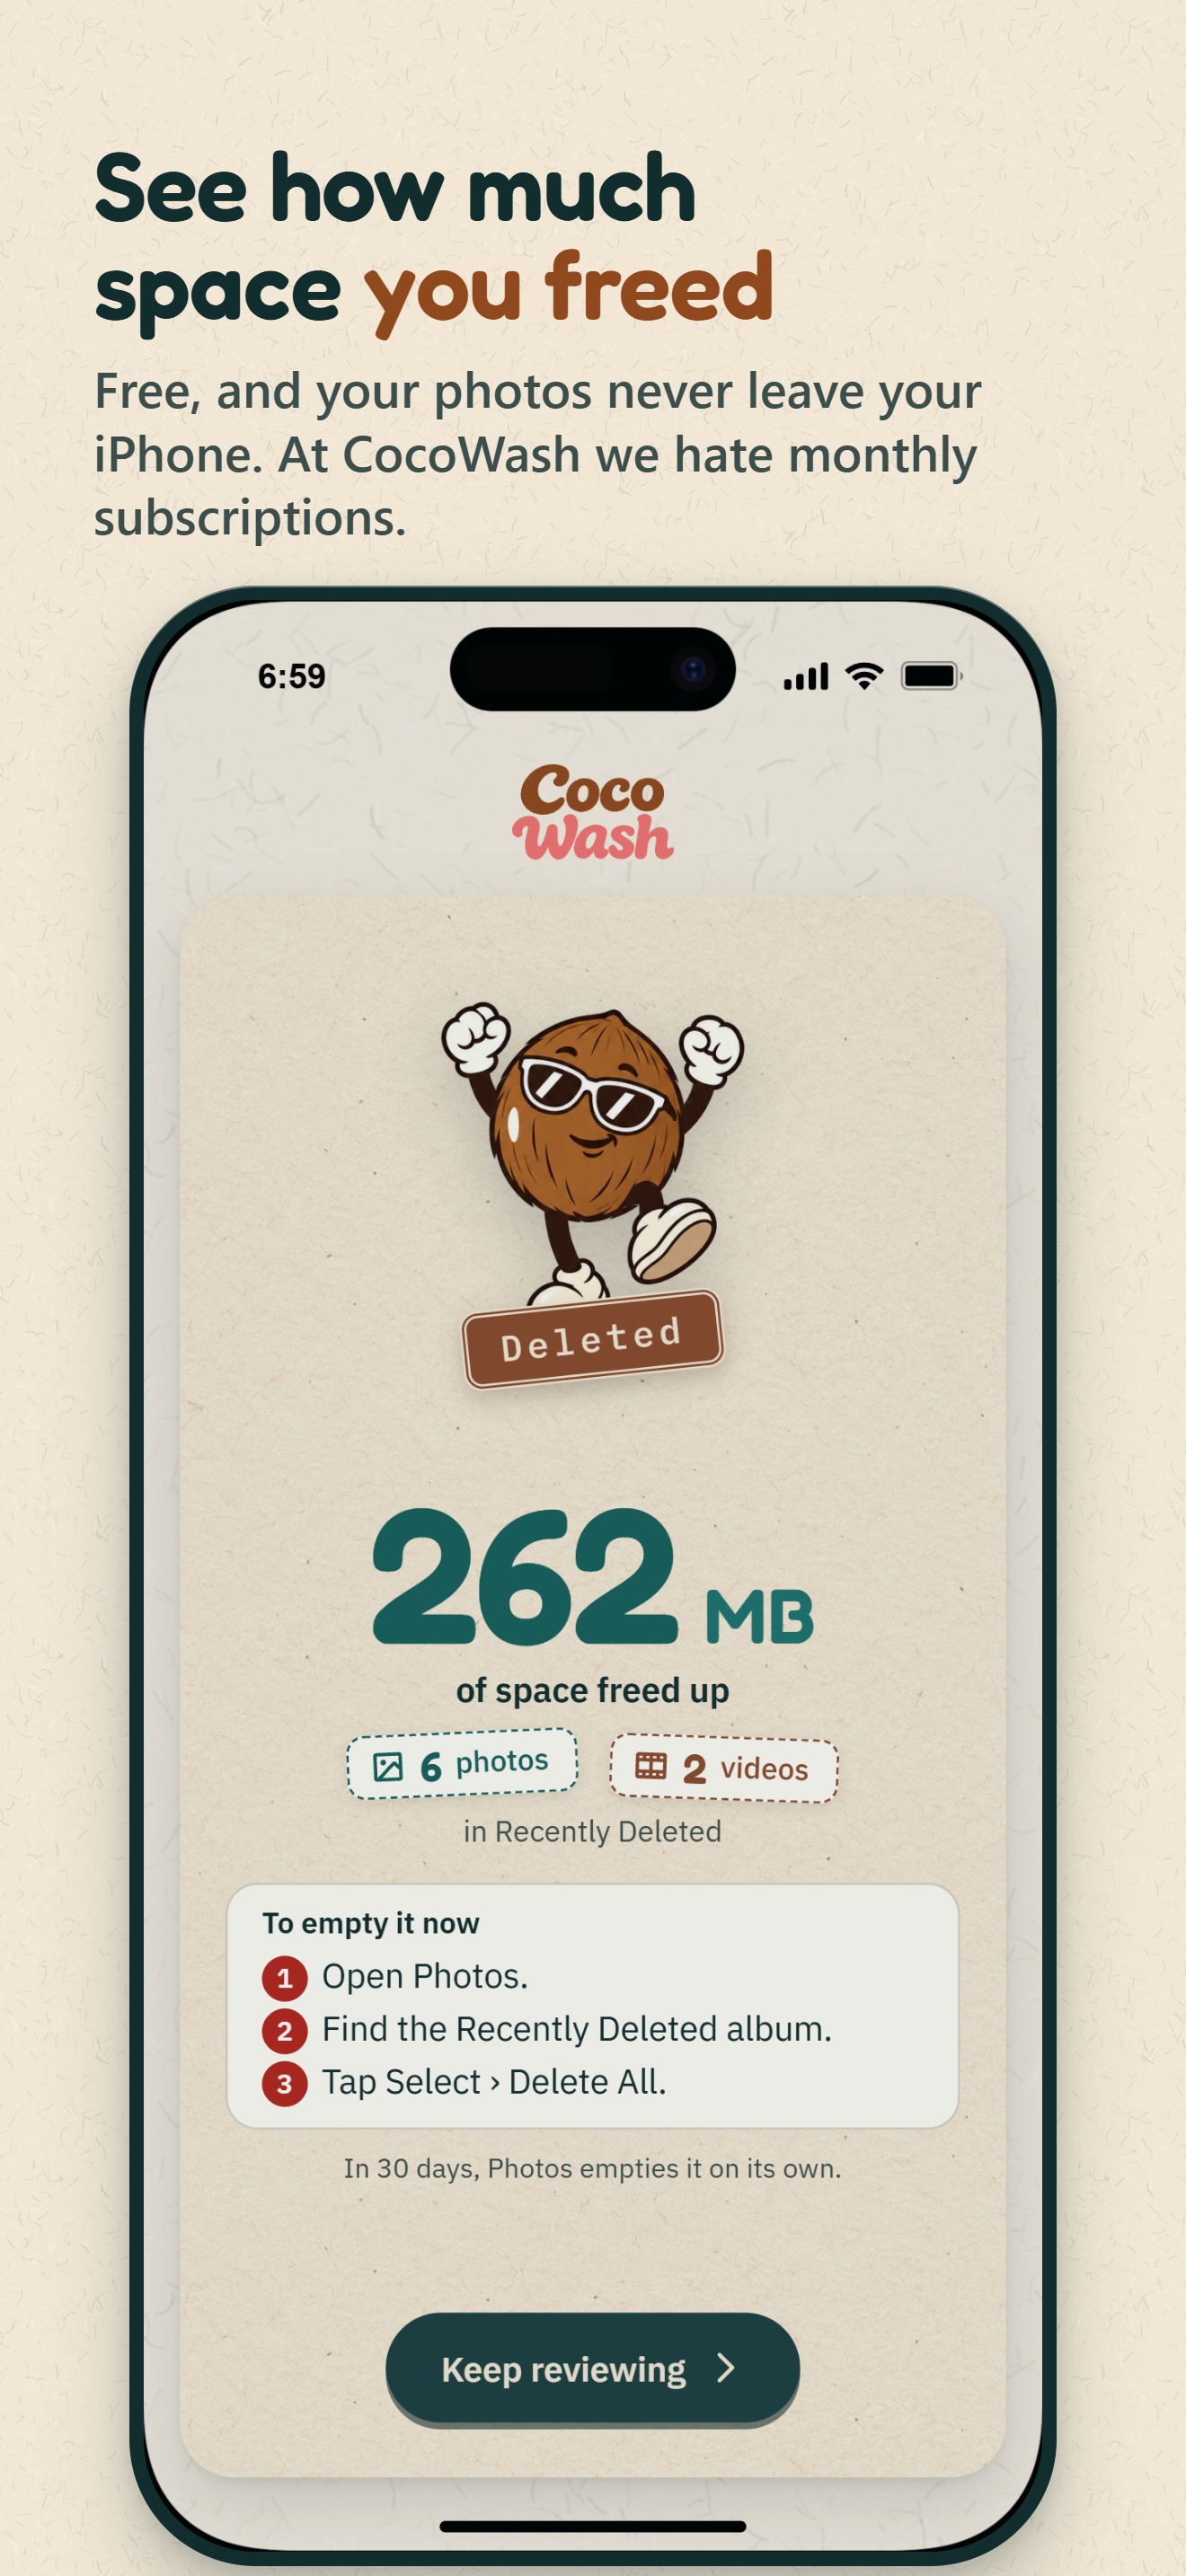 See how much
space you freed
Free, and your photos never leave your
iPhone. At CocoWash we hate monthly
subscriptions.
6:59
Coco
Wash
Deleted
262 MB
of space freed up
6 photos
2 videos
in Recently Deleted
To empty it now
1 Open Photos.
2 Find the Recently Deleted album.
3 Tap Select › Delete All.
In 30 days, Photos empties it on its own.
Keep reviewing